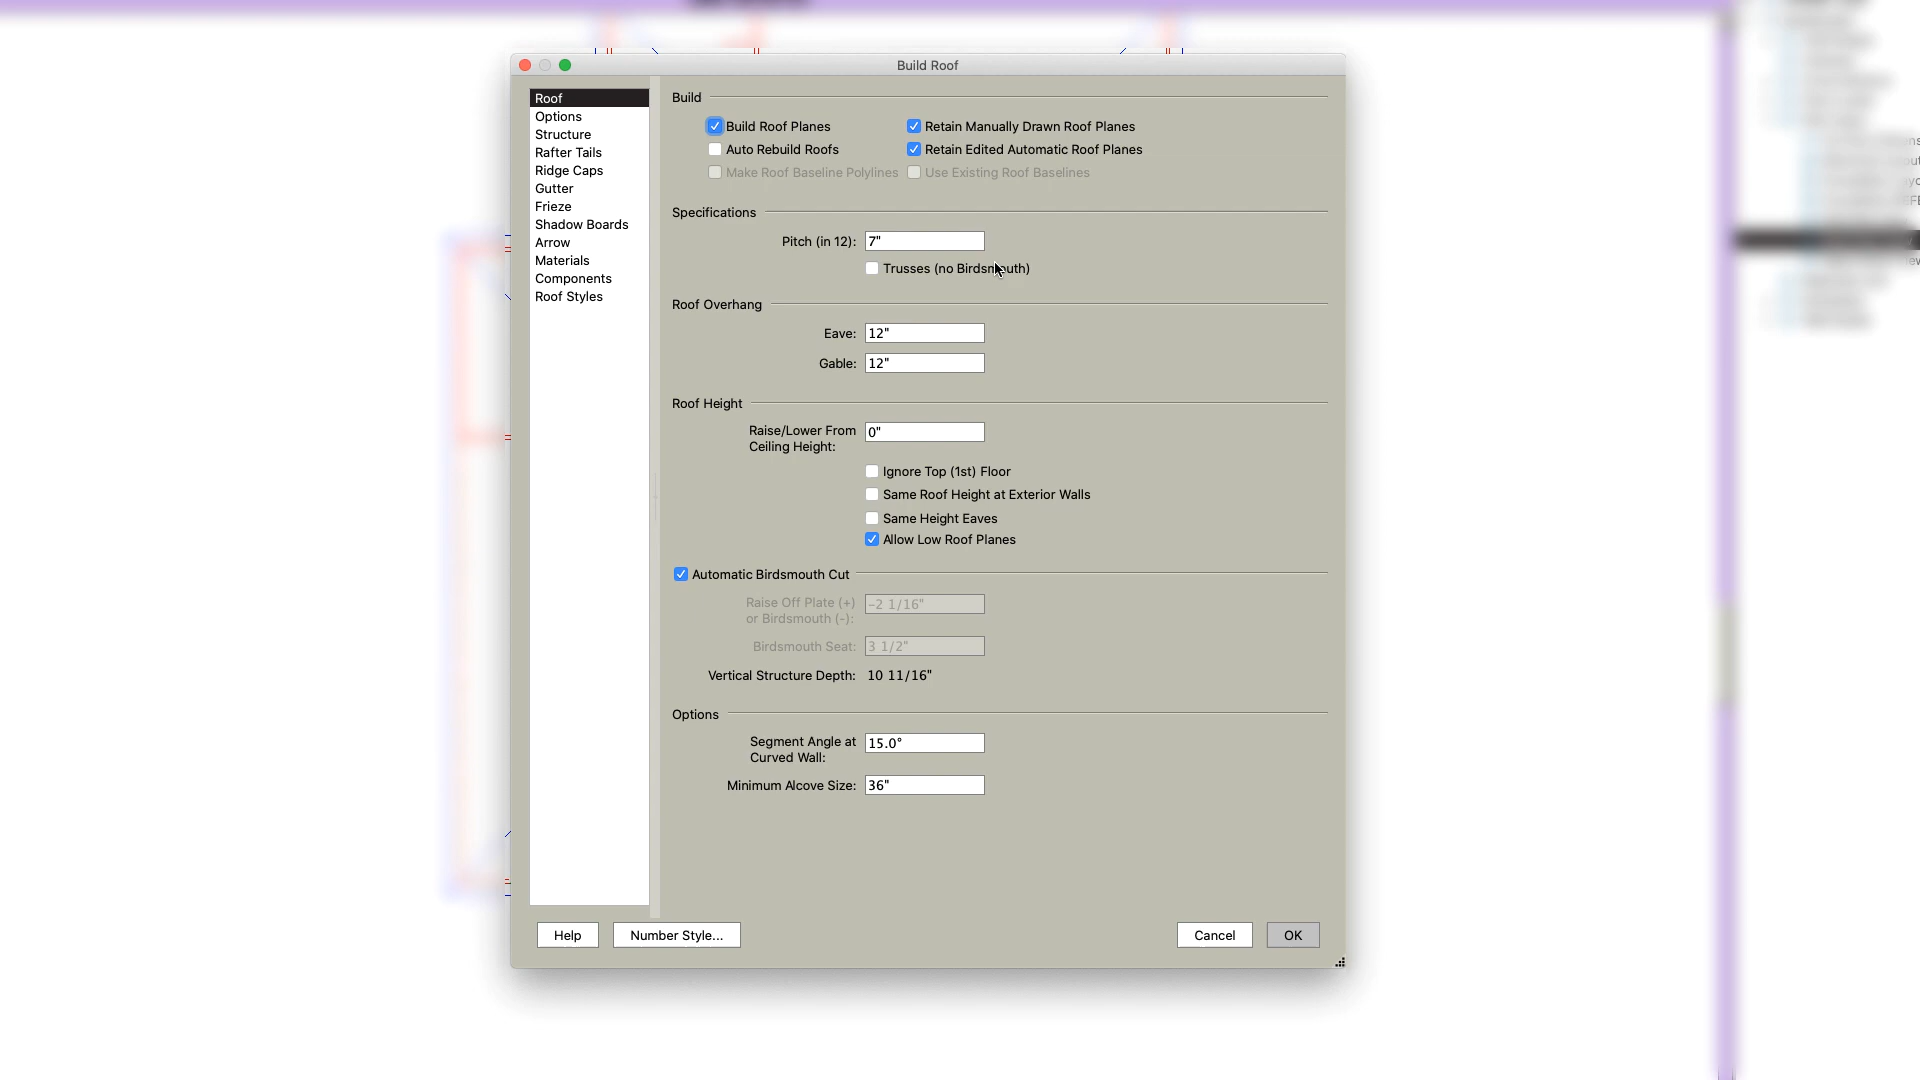 Build Roof
Roof
Options
Structure
Rafter Tails
Ridge Caps
Gutter
Frieze
Shadow Boards
Arrow
Materials
Components
Roof Styles
Build
Build Roof Planes
Retain Manually Drawn Roof Planes
Auto Rebuild Roofs
Retain Edited Automatic Roof Planes
Make Roof Baseline Polylines
Use Existing Roof Baselines
Specifications
Pitch (in 12): 7"
Trusses (no Birdsmouth)
Roof Overhang
Eave: 12"
Gable: 12"
Roof Height
Raise/Lower From
Ceiling Height: 0"
Ignore Top (1st) Floor
Same Roof Height at Exterior Walls
Same Height Eaves
Allow Low Roof Planes
Automatic Birdsmouth Cut
Raise Off Plate (+)
or Birdsmouth (-): -2 1/16"
Birdsmouth Seat: 3 1/2"
Vertical Structure Depth: 10 11/16"
Options
Segment Angle at
Curved Wall: 15.0°
Minimum Alcove Size: 36"
Help
Number Style...
Cancel
OK